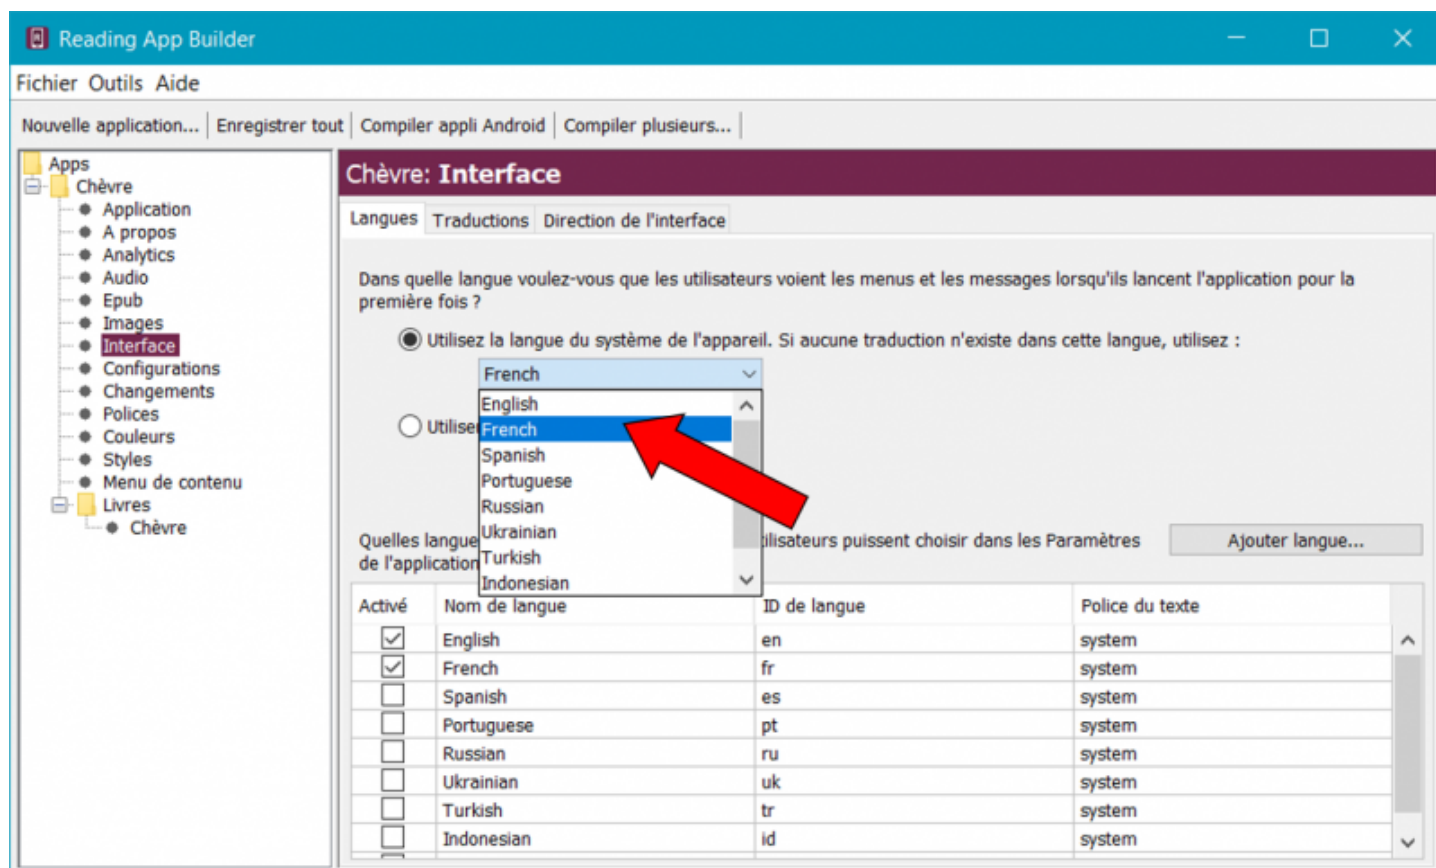 Reading App Builder
Fichier Outils Aide
Nouvelle application... Enregistrer tout Compiler appli Android Compiler plusieurs...
Apps
Chèvre
Application
A propos
Analytics
Audio
Epub
Images
Interface
Configurations
Changements
Polices
Couleurs
Styles
Menu de contenu
Livres
Chèvre
Chèvre: Interface
Langues Traductions Direction de l'interface
Dans quelle langue voulez-vous que les utilisateurs voient les menus et les messages lorsqu'ils lancent l'application pour la
première fois ?
Utilisez la langue du système de l'appareil. Si aucune traduction n'existe dans cette langue, utilisez :
French
English
French
Spanish
Portuguese
Russian
Ukrainian
Turkish
Indonesian
Quelles puissent choisir dans les Paramètres
Ajouter langue...
Activé Nom de langue ID de langue Police du texte
English en system
French fr system
Spanish es system
Portuguese pt system
Russian ru system
Ukrainian uk system
Turkish tr system
Indonesian id system